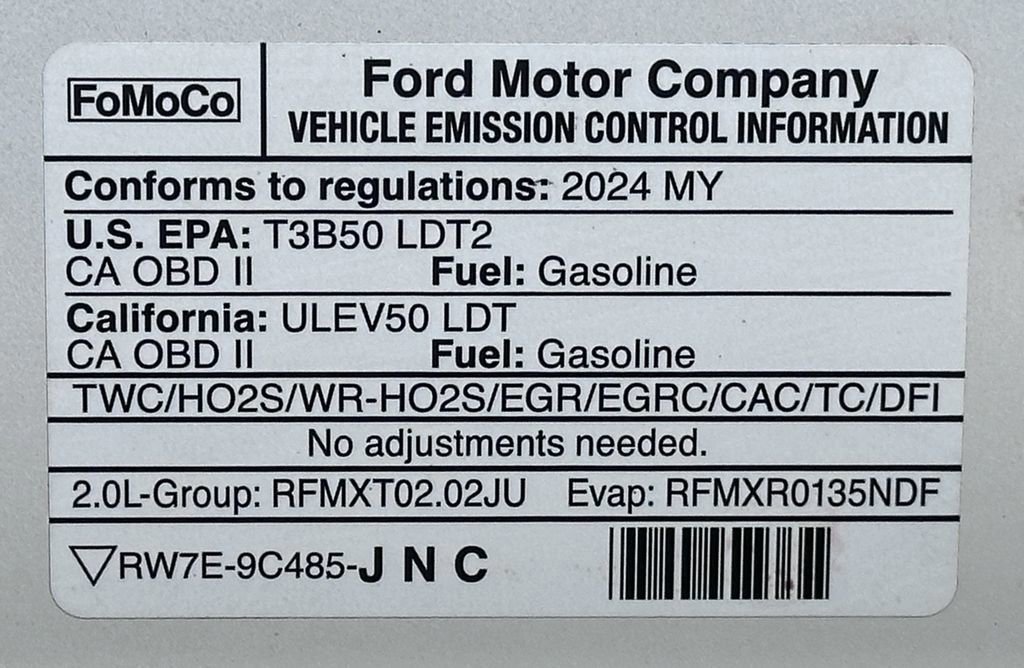 FoMoCo
Ford Motor Company
VEHICLE EMISSION CONTROL INFORMATION
Conforms to regulations: 2024 MY
U.S. EPA: T3B50 LDT2
CA OBD II Fuel: Gasoline
California: ULEV50 LDT
CA OBD II Fuel: Gasoline
TWC/HO2S/WR-HO2S/EGR/EGRC/CAC/TC/DFI
No adjustments needed.
2.0L-Group: RFMXT02.02JU Evap: RFMXR0135NDF
RW7E-9C485-J N C